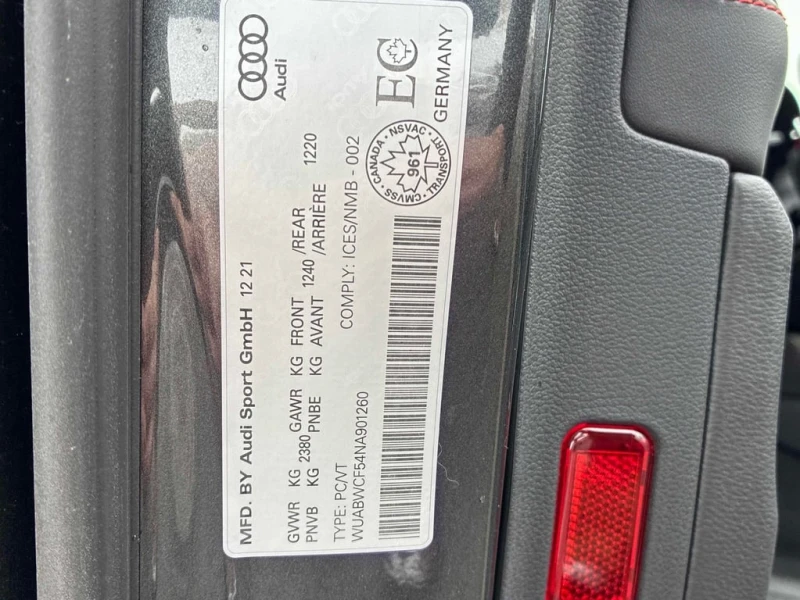 Audi
MFD. BY Audi Sport GmbH 12 21
GVWR KG 2380 GAWR KG FRONT 1240 /REAR 1220
PNVB KG PNBE KG AVANT /ARRIÈRE
TYPE: PC/VT COMPLY: ICES/NMB - 002
WUABWCF54NA901260
CANADA · NSVAC · TRANSPORT · CMVSS ·
961
EC
GERMANY